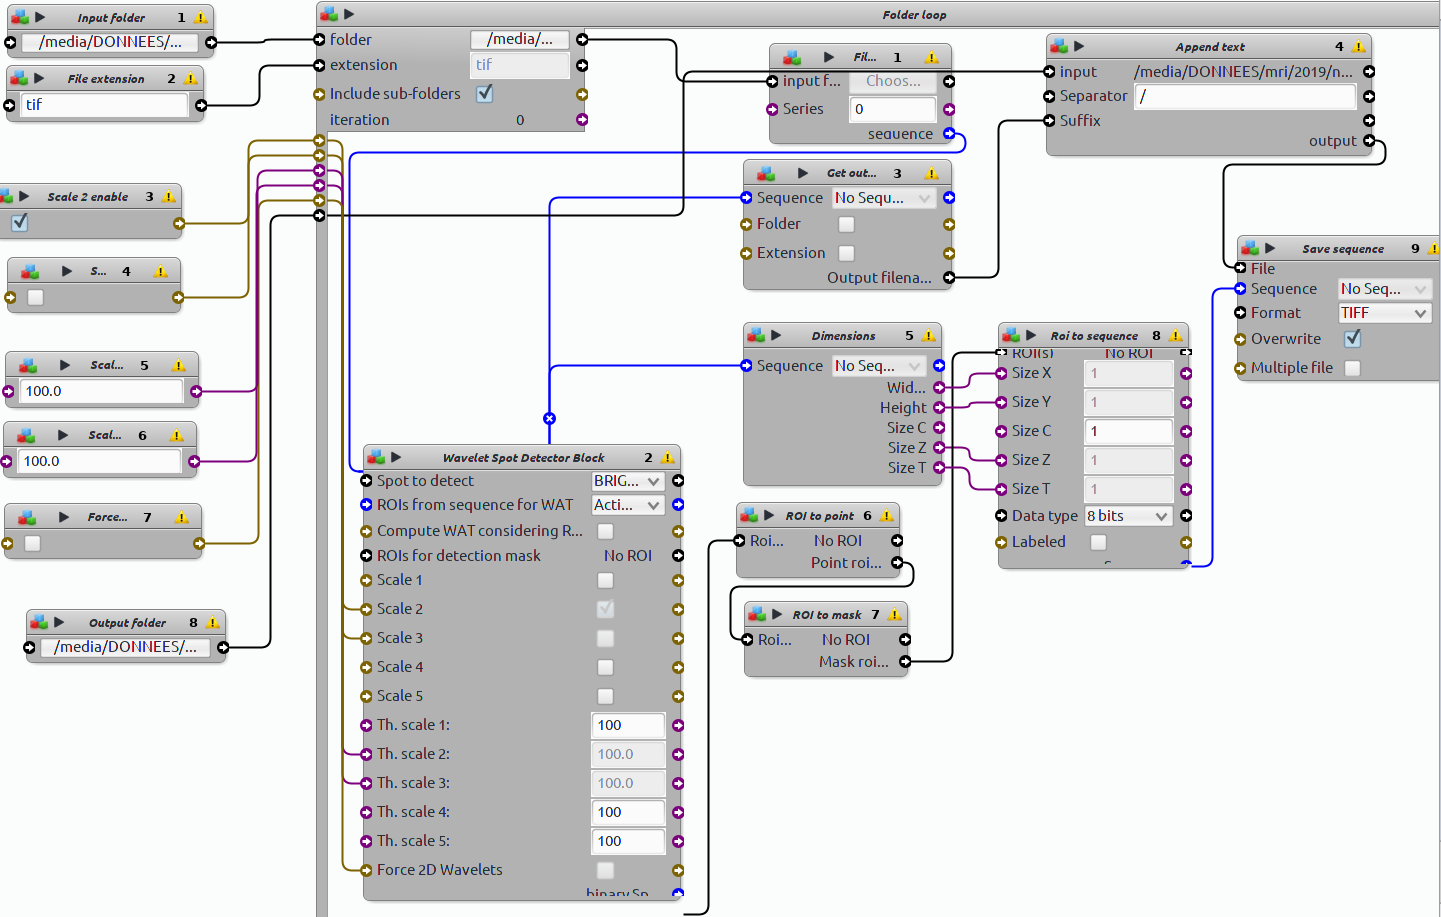 Input folder 1
/media/DONNEES/...
File extension 2
tif
Scale 2 enable 3
S... 4
Scal... 5
100.0
Scal... 6
100.0
Force... 7
Output folder 8
/media/DONNEES/...
Folder loop
folder /media/...
extension tif
Include sub-folders
iteration 0
Fil... 1
input f... Choos...
Series 0
sequence
Append text 4
input /media/DONNEES/mri/2019/n...
Separator /
Suffix
output
Get out... 3
Sequence No Sequ...
Folder
Extension
Output filena...
Save sequence 9
File
Sequence No Seq...
Format TIFF
Overwrite
Multiple file
Dimensions 5
Sequence No Seq...
Wid...
Height
Size C
Size Z
Size T
Roi to sequence 8
ROI(s) No ROI
Size X 1
Size Y 1
Size C 1
Size Z 1
Size T 1
Data type 8 bits
Labeled
Wavelet Spot Detector Block 2
Spot to detect BRIG...
ROIs from sequence for WAT Acti...
Compute WAT considering R...
ROIs for detection mask No ROI
Scale 1
Scale 2
Scale 3
Scale 4
Scale 5
Th. scale 1: 100
Th. scale 2: 100.0
Th. scale 3: 100.0
Th. scale 4: 100
Th. scale 5: 100
Force 2D Wavelets
binary Sp...
ROI to point 6
Roi... No ROI
Point roi...
ROI to mask 7
Roi... No ROI
Mask roi...